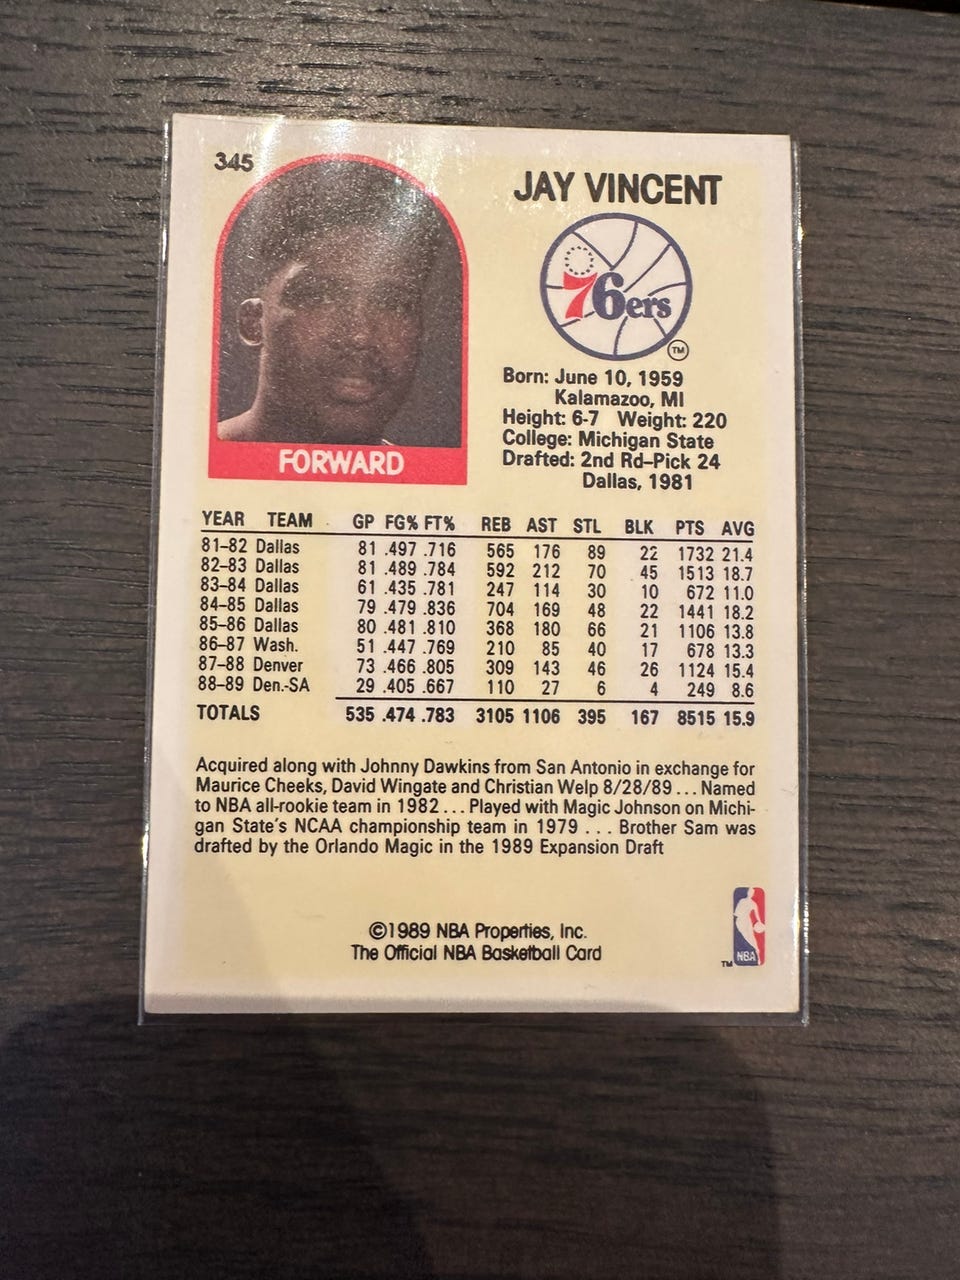 345
JAY VINCENT
76ers
TM
Born: June 10, 1959
Kalamazoo, MI
Height: 6-7 Weight: 220
College: Michigan State
Drafted: 2nd Rd–Pick 24
Dallas, 1981
FORWARD
YEAR TEAM GP FG% FT% REB AST STL BLK PTS AVG
81–82 Dallas 81 .497 .716 565 176 89 22 1732 21.4
82–83 Dallas 81 .489 .784 592 212 70 45 1513 18.7
83–84 Dallas 61 .435 .781 247 114 30 10 672 11.0
84–85 Dallas 79 .479 .836 704 169 48 22 1441 18.2
85–86 Dallas 80 .481 .810 368 180 66 21 1106 13.8
86–87 Wash. 51 .447 .769 210 85 40 17 678 13.3
87–88 Denver 73 .466 .805 309 143 46 26 1124 15.4
88–89 Den.-SA 29 .405 .667 110 27 6 4 249 8.6
TOTALS 535 .474 .783 3105 1106 395 167 8515 15.9
Acquired along with Johnny Dawkins from San Antonio in exchange for
Maurice Cheeks, David Wingate and Christian Welp 8/28/89 . . . Named
to NBA all-rookie team in 1982 . . . Played with Magic Johnson on Michi-
gan State's NCAA championship team in 1979 . . . Brother Sam was
drafted by the Orlando Magic in the 1989 Expansion Draft
©1989 NBA Properties, Inc.
The Official NBA Basketball Card
TM NBA